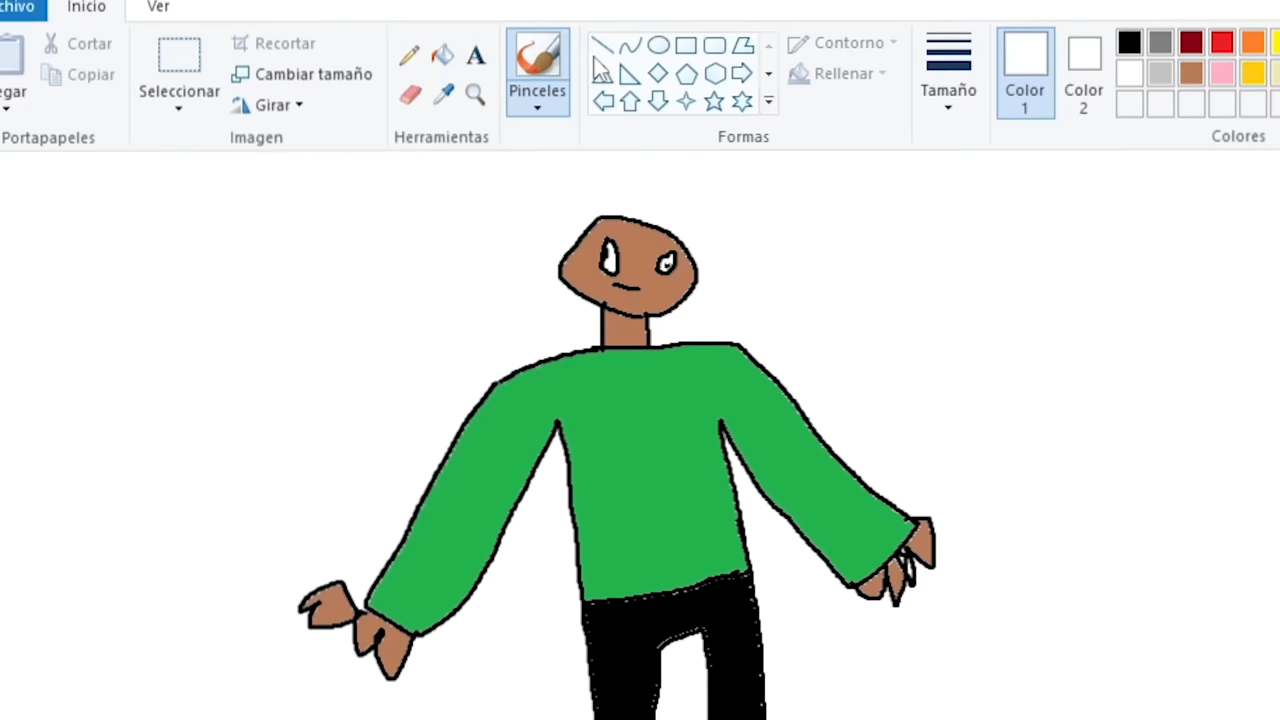 chivo Inicio Ver
Cortar Recortar Contorno
egar Copiar Seleccionar Cambiar tamaño A Pinceles Rellenar Tamaño Color 1 Color 2
Girar
Portapapeles Imagen Herramientas Formas Colores